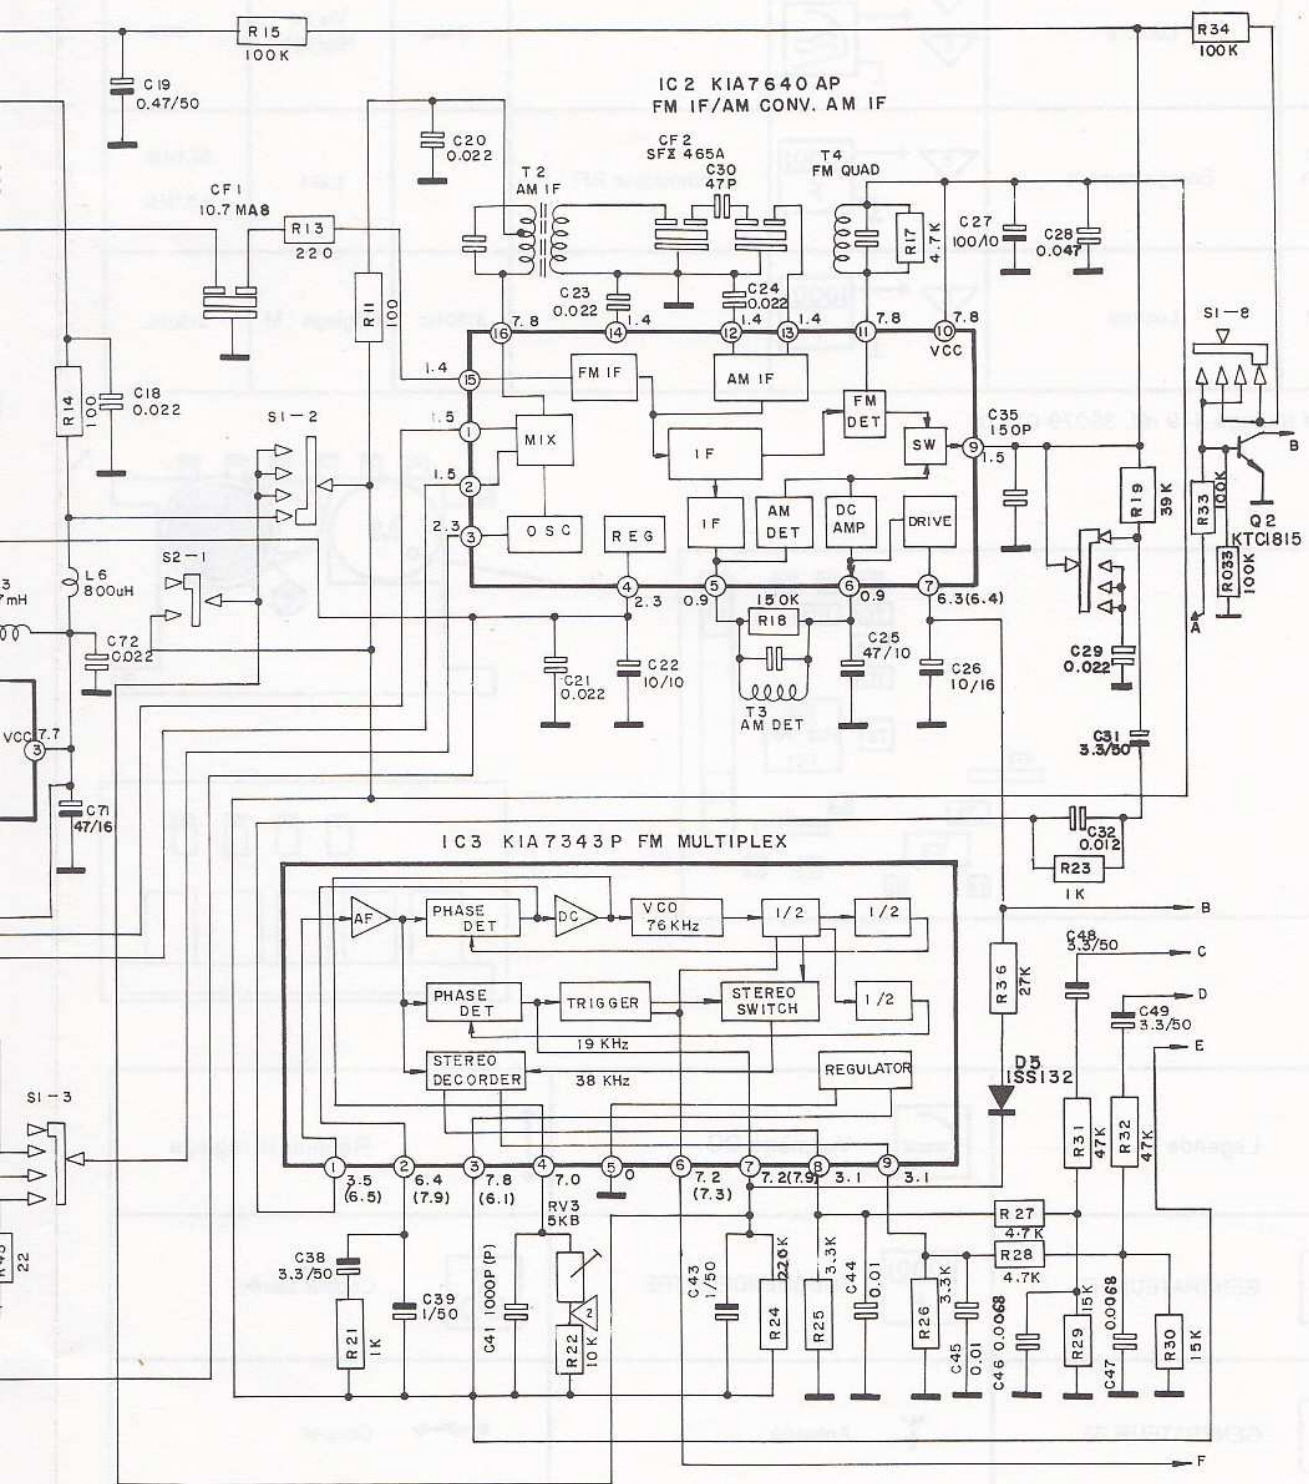 R15
100K
R34
100K
C19
0.47/50
IC2 KIA7640AP
FM IF/AM CONV. AM IF
C20
0.022
CF2
SFZ 465A
C30
47P
T4
FM QUAD
T2
AM IF
CF1
10.7 MA8
R13
220
R17
4.7K
C27
100/10
C28
0.047
R11
100
C23
0.022
C24
0.022
S1-8
16
7.8
14
1.4
12
1.4
13
1.4
11
7.8
10
7.8
VCC
1.4
15
FM IF
AM IF
R14
100
C18
0.022
S1-2
1.5
1
MIX
FM
DET
C35
150P
IF
SW
9
1.5
B
1.5
2
R19
39K
R33
100K
2.3
3
OSC
REG
IF
AM
DET
DC
AMP
DRIVE
Q2
KTC1815
S2-1
L6
800uH
3
7mH
4
2.3
5
0.9
6
0.9
7
6.3(6.4)
R033
100K
150K
R18
A
C72
0.022
C21
0.022
C22
10/10
C25
47/10
C26
10/16
C29
0.022
T3
AM DET
VCC
7.7
3
C31
3.3/50
C71
47/16
C32
0.012
R23
1K
IC3 KIA7343P FM MULTIPLEX
AF
PHASE
DET
DC
VCO
76KHz
1/2
1/2
B
C48
3.3/50
C
R36
27K
PHASE
DET
TRIGGER
STEREO
SWITCH
1/2
D
C49
3.3/50
19 KHz
E
STEREO
DECORDER
38 KHz
REGULATOR
D5
1SS132
S1-3
R31
47K
R32
47K
1
3.5
(6.5)
2
6.4
(7.9)
3
7.8
(6.1)
4
7.0
5
0
6
7.2
(7.3)
7
7.2(7.9)
8
3.1
9
3.1
RV3
5KB
R27
4.7K
R28
4.7K
22
C38
3.3/50
C39
1/50
C41 1000P (P)
2
C43
1/50
220K
R24
3.3K
R25
C44
0.01
3.3K
R26
C45
0.01
C46 0.0068
15K
R29
0.0068
C47
R30
15K
R21
1K
R22
10K
F